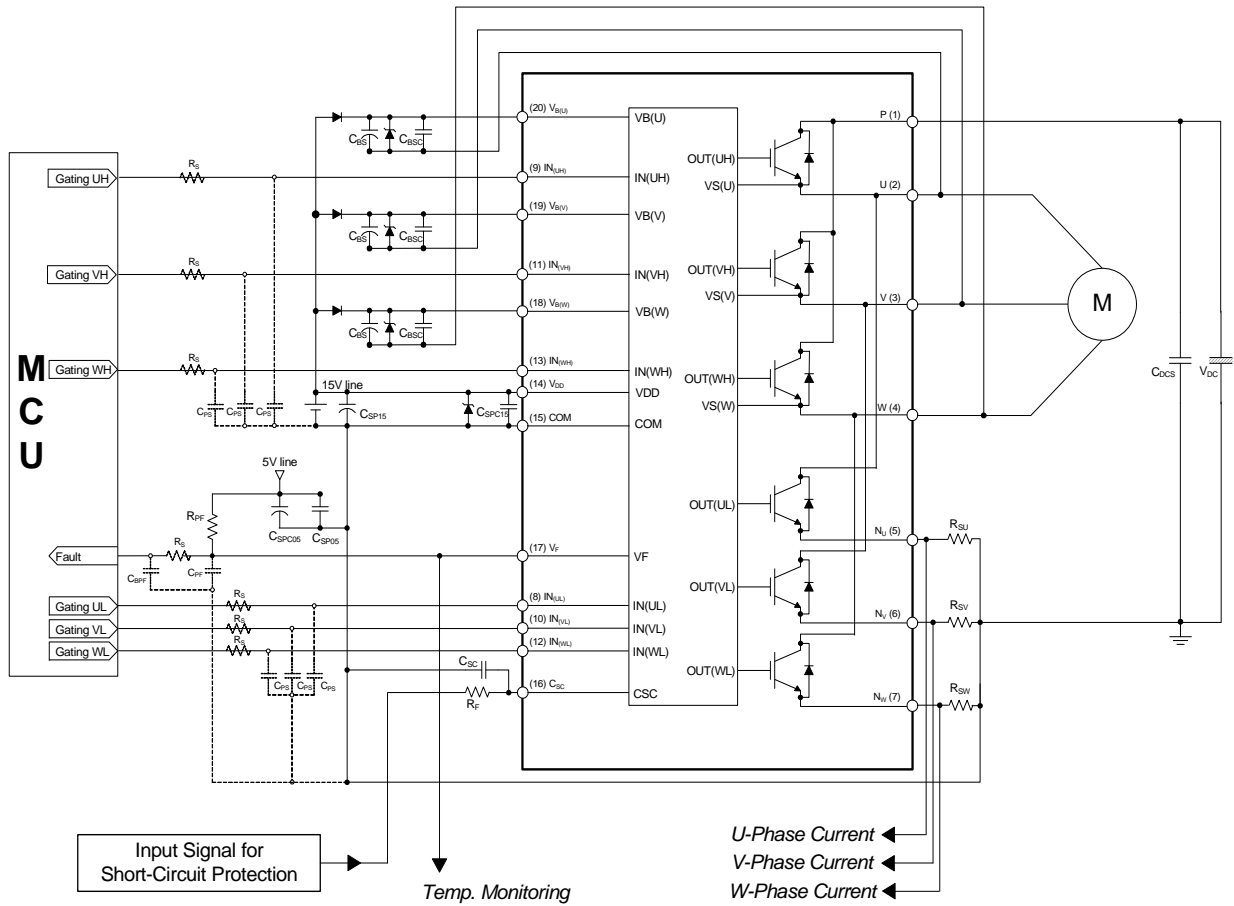 (20) VB(U)
VB(U)
P (1)
CBS
CBSC
OUT(UH)
VS(U)
RS
Gating UH
(9) IN(UH)
IN(UH)
U (2)
(19) VB(V)
VB(V)
CBS
CBSC
OUT(VH)
VS(V)
RS
Gating VH
(11) IN(VH)
IN(VH)
V (3)
M
(18) VB(W)
VB(W)
CBS
CBSC
CDCS
VDC
RS
Gating WH
(13) IN(WH)
IN(WH)
OUT(WH)
VS(W)
W (4)
MCU
15V line
(14) VDD
VDD
CPS
CPS
CPS
CSP15
CSPC15
(15) COM
COM
5V line
RPF
CSPC05
CSP05
OUT(UL)
NU (5)
RSU
Fault
RS
(17) VF
VF
CBPF
CPF
OUT(VL)
Gating UL
RS
(8) IN(UL)
IN(UL)
Gating VL
RS
(10) IN(VL)
IN(VL)
NV (6)
RSV
Gating WL
RS
(12) IN(WL)
IN(WL)
CPS
CPS
CPS
CSC
OUT(WL)
RF
(16) CSC
CSC
NW (7)
RSW
Input Signal for
Short-Circuit Protection
Temp. Monitoring
U-Phase Current
V-Phase Current
W-Phase Current